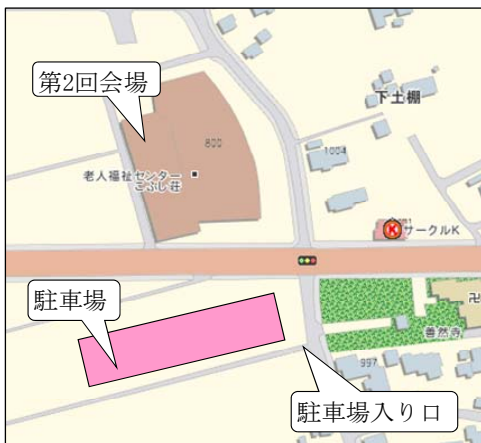 第2回会場
下土棚
800
1004
老人福祉センター
こぶし荘
サークルK
駐車場
善然寺
997
駐車場入り口